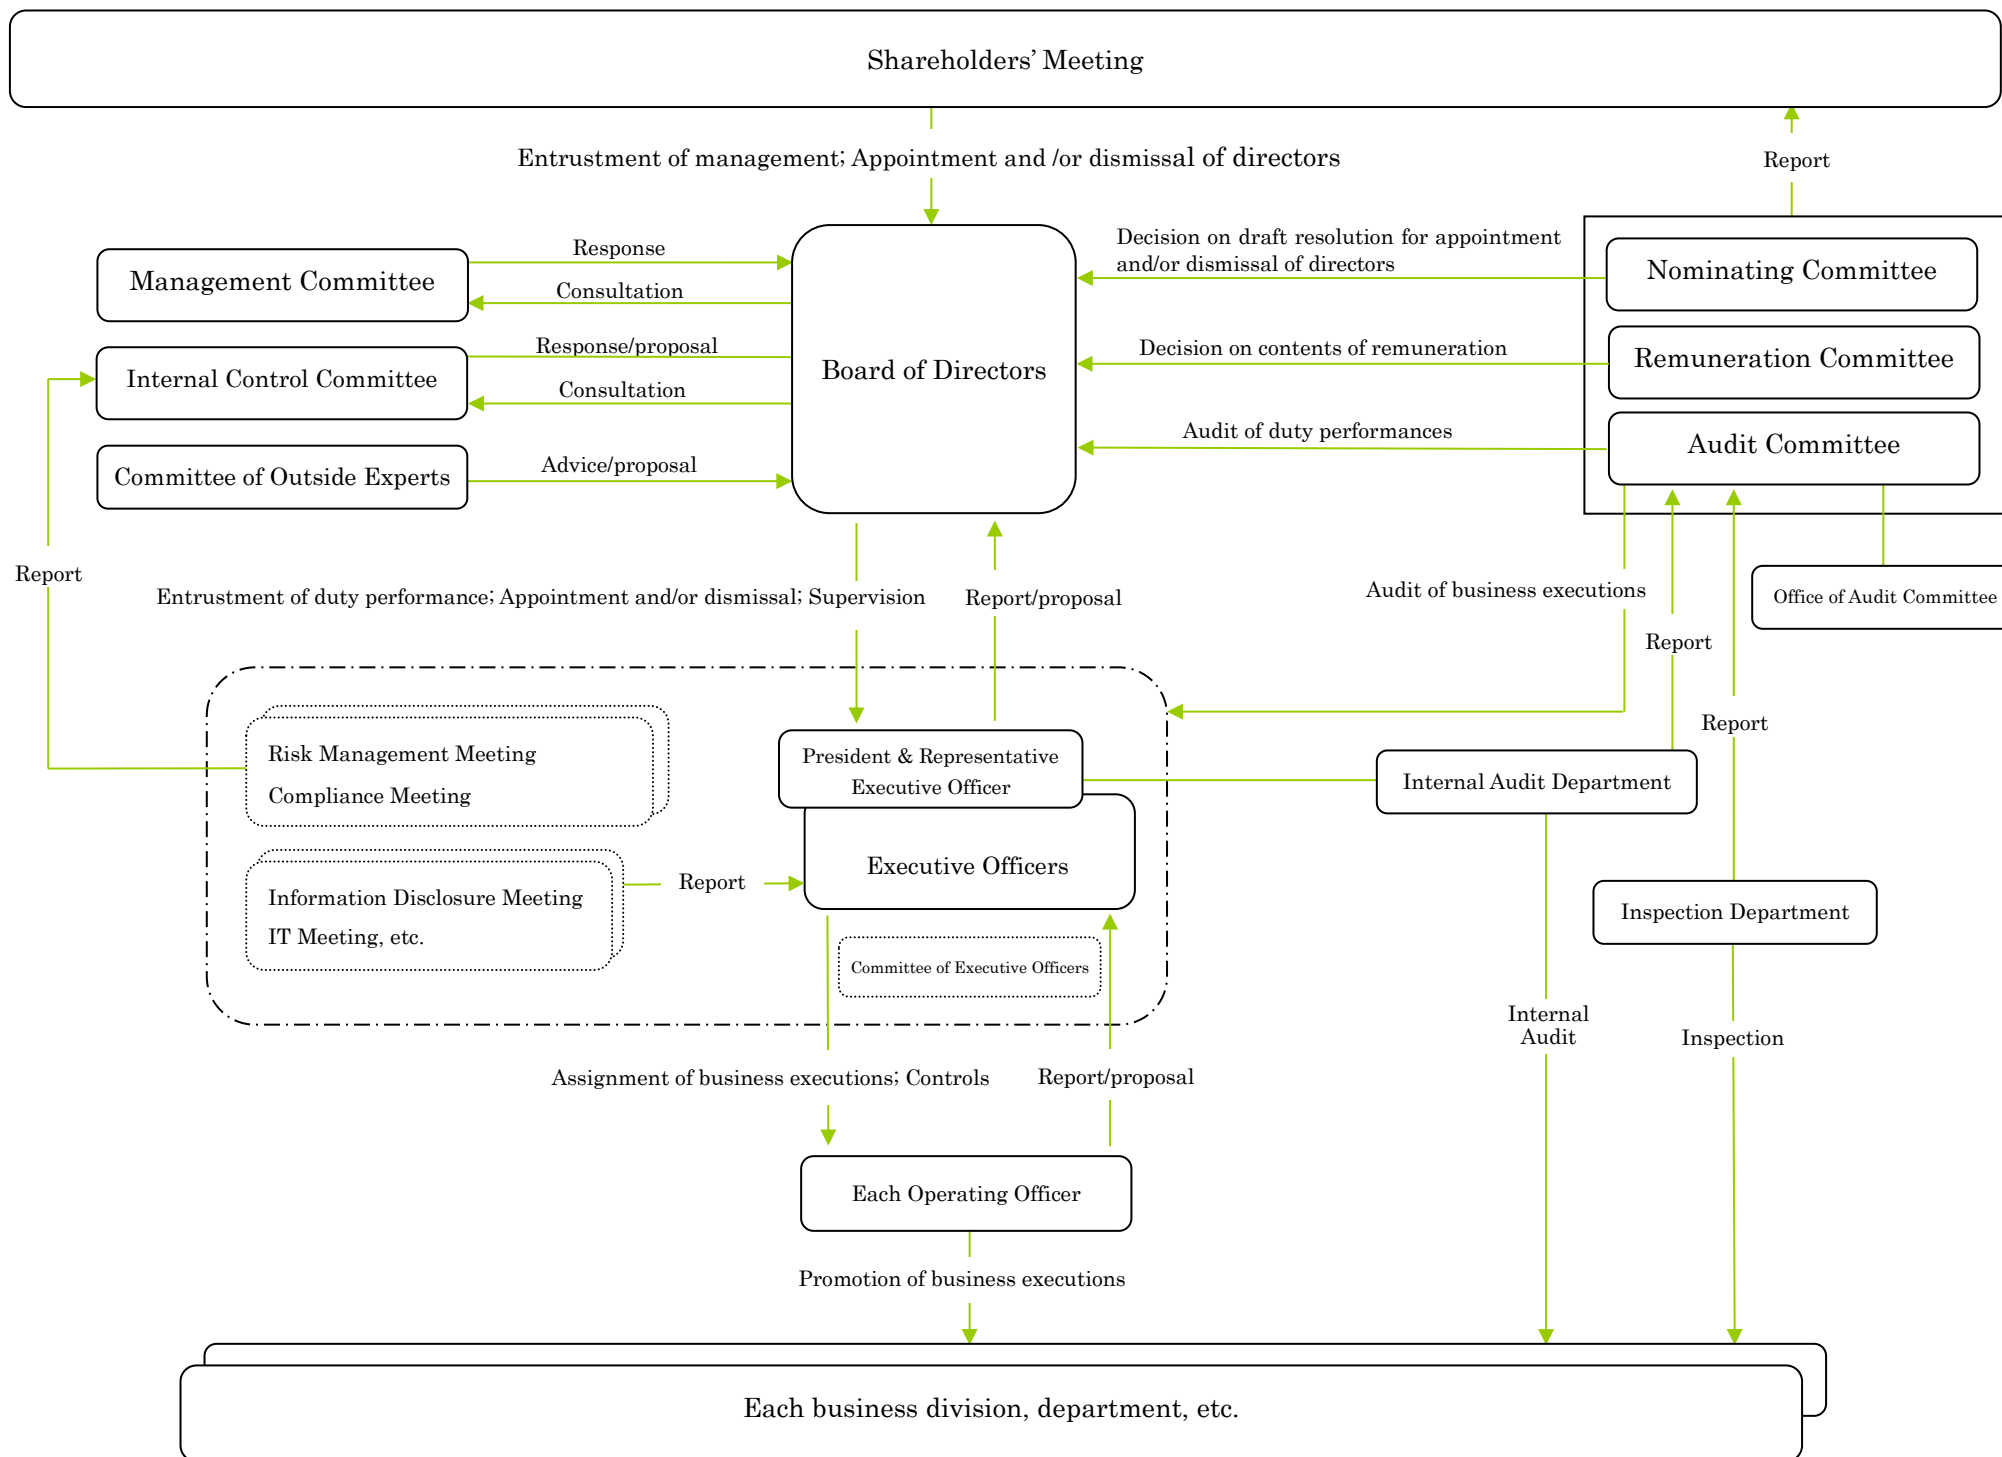 Shareholders’ Meeting
Entrustment of management; Appointment and /or dismissal of directors
Report
Management Committee
Response
Consultation
Internal Control Committee
Response/proposal
Consultation
Committee of Outside Experts
Advice/proposal
Board of Directors
Decision on draft resolution for appointment
and/or dismissal of directors
Decision on contents of remuneration
Audit of duty performances
Nominating Committee
Remuneration Committee
Audit Committee
Report
Entrustment of duty performance; Appointment and/or dismissal; Supervision
Report/proposal
Audit of business executions
Office of Audit Committee
Report
Report
Risk Management Meeting
Compliance Meeting
President & Representative
Executive Officer
Internal Audit Department
Executive Officers
Information Disclosure Meeting
IT Meeting, etc.
Report
Inspection Department
Committee of Executive Officers
Internal
Audit
Inspection
Assignment of business executions; Controls
Report/proposal
Each Operating Officer
Promotion of business executions
Each business division, department, etc.